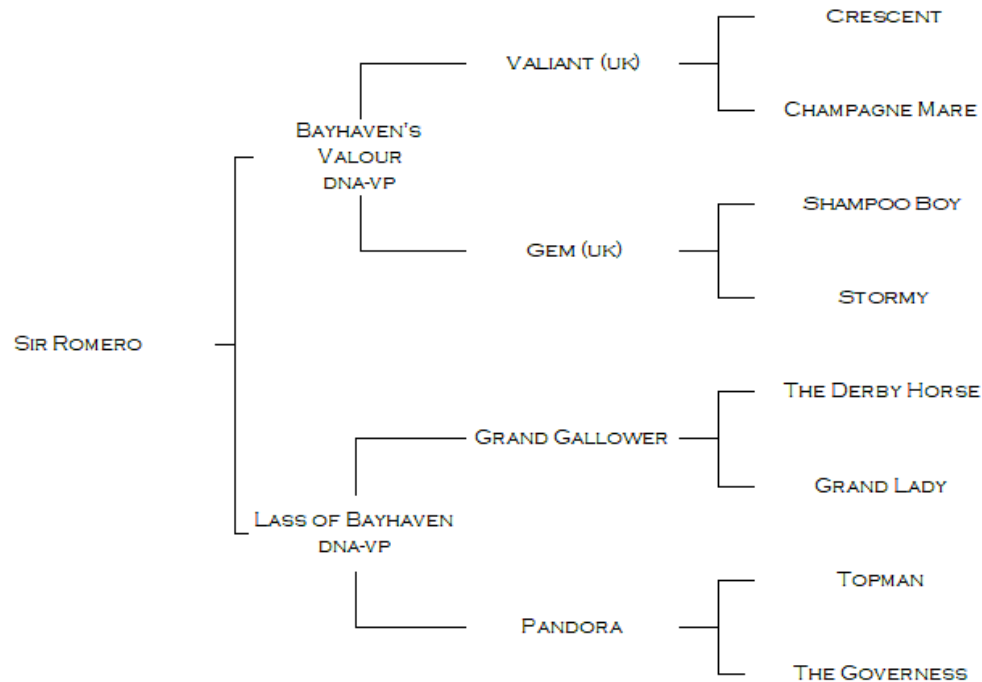 Crescent
Valiant (UK)
Champagne Mare
Bayhaven's
Valour
DNA-VP
Shampoo Boy
Gem (UK)
Stormy
Sir Romero
The Derby Horse
Grand Gallower
Grand Lady
Lass of Bayhaven
DNA-VP
Topman
Pandora
The Governess